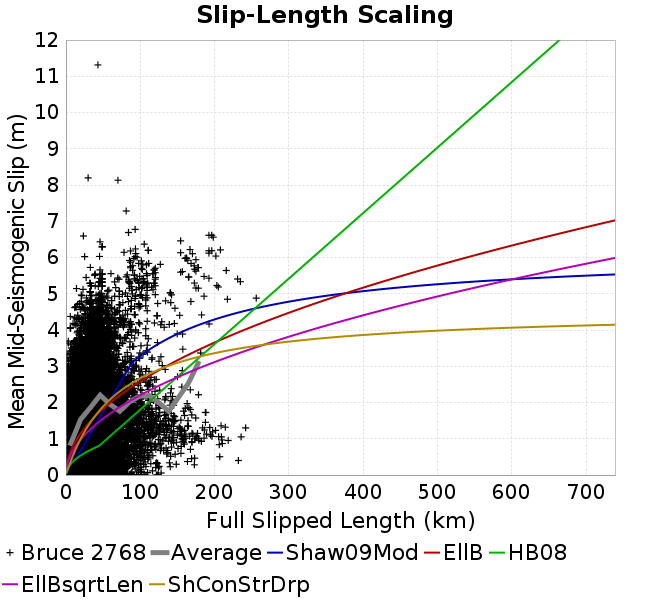 Slip-Length Scaling
Mean Mid-Seismogenic Slip (m)
12
11
10
9
8
7
6
5
4
3
2
1
0
0 100 200 300 400 500 600 700
Full Slipped Length (km)
Bruce 2768 Average Shaw09Mod EllB HB08
EllBsqrtLen ShConStrDrp